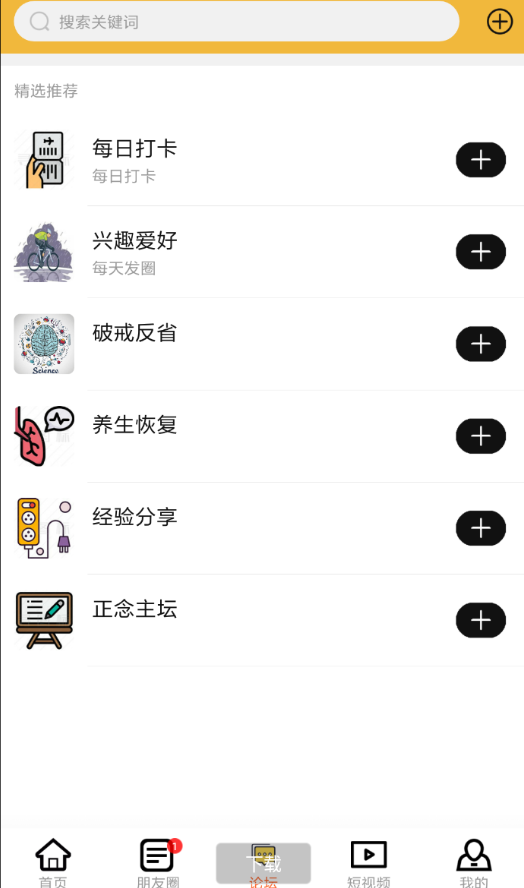 搜索关键词
精选推荐
每日打卡
每日打卡
兴趣爱好
每天发圈
破戒反省
Science
养生恢复
经验分享
正念主坛
1
下载
首页
朋友圈
论坛
短视频
我的